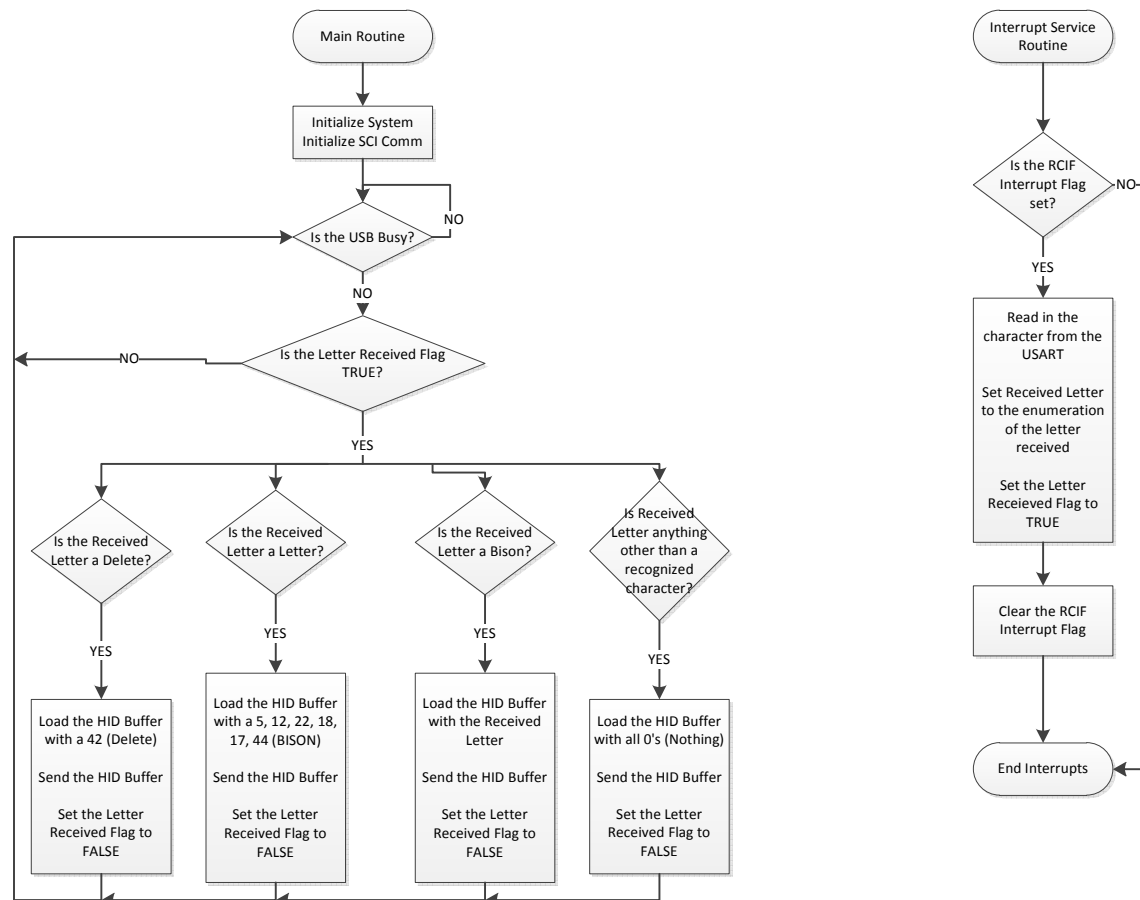 Main Routine
Initialize System
Initialize SCI Comm
NO
Is the USB Busy?
NO
Is the Letter Received Flag
TRUE?
NO
YES
Is the Received
Letter a Delete?
YES
Load the HID Buffer
with a 42 (Delete)
Send the HID Buffer
Set the Letter
Received Flag to
FALSE
Is the Received
Letter a Letter?
YES
Load the HID Buffer
with a 5, 12, 22, 18,
17, 44 (BISON)
Send the HID Buffer
Set the Letter
Received Flag to
FALSE
Is the Received
Letter a Bison?
YES
Load the HID Buffer
with the Received
Letter
Send the HID Buffer
Set the Letter
Received Flag to
FALSE
Is Received
Letter anything
other than a
recognized
character?
YES
Load the HID Buffer
with all 0's (Nothing)
Send the HID Buffer
Set the Letter
Received Flag to
FALSE
Interrupt Service
Routine
Is the RCIF
Interrupt Flag
set?
NO
YES
Read in the
character from the
USART
Set Received Letter
to the enumeration
of the letter
received
Set the Letter
Receieved Flag to
TRUE
Clear the RCIF
Interrupt Flag
End Interrupts